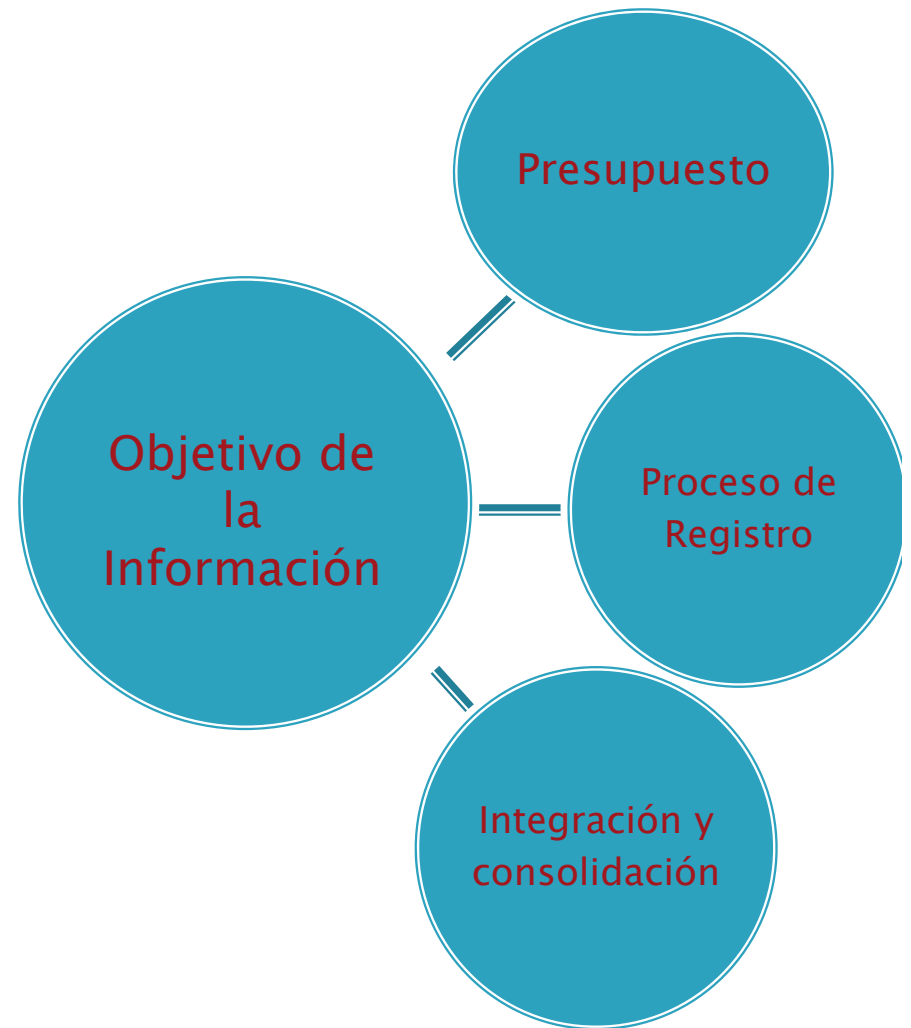 Presupuesto
Objetivo de
la
Información
Proceso de
Registro
Integración y
consolidación